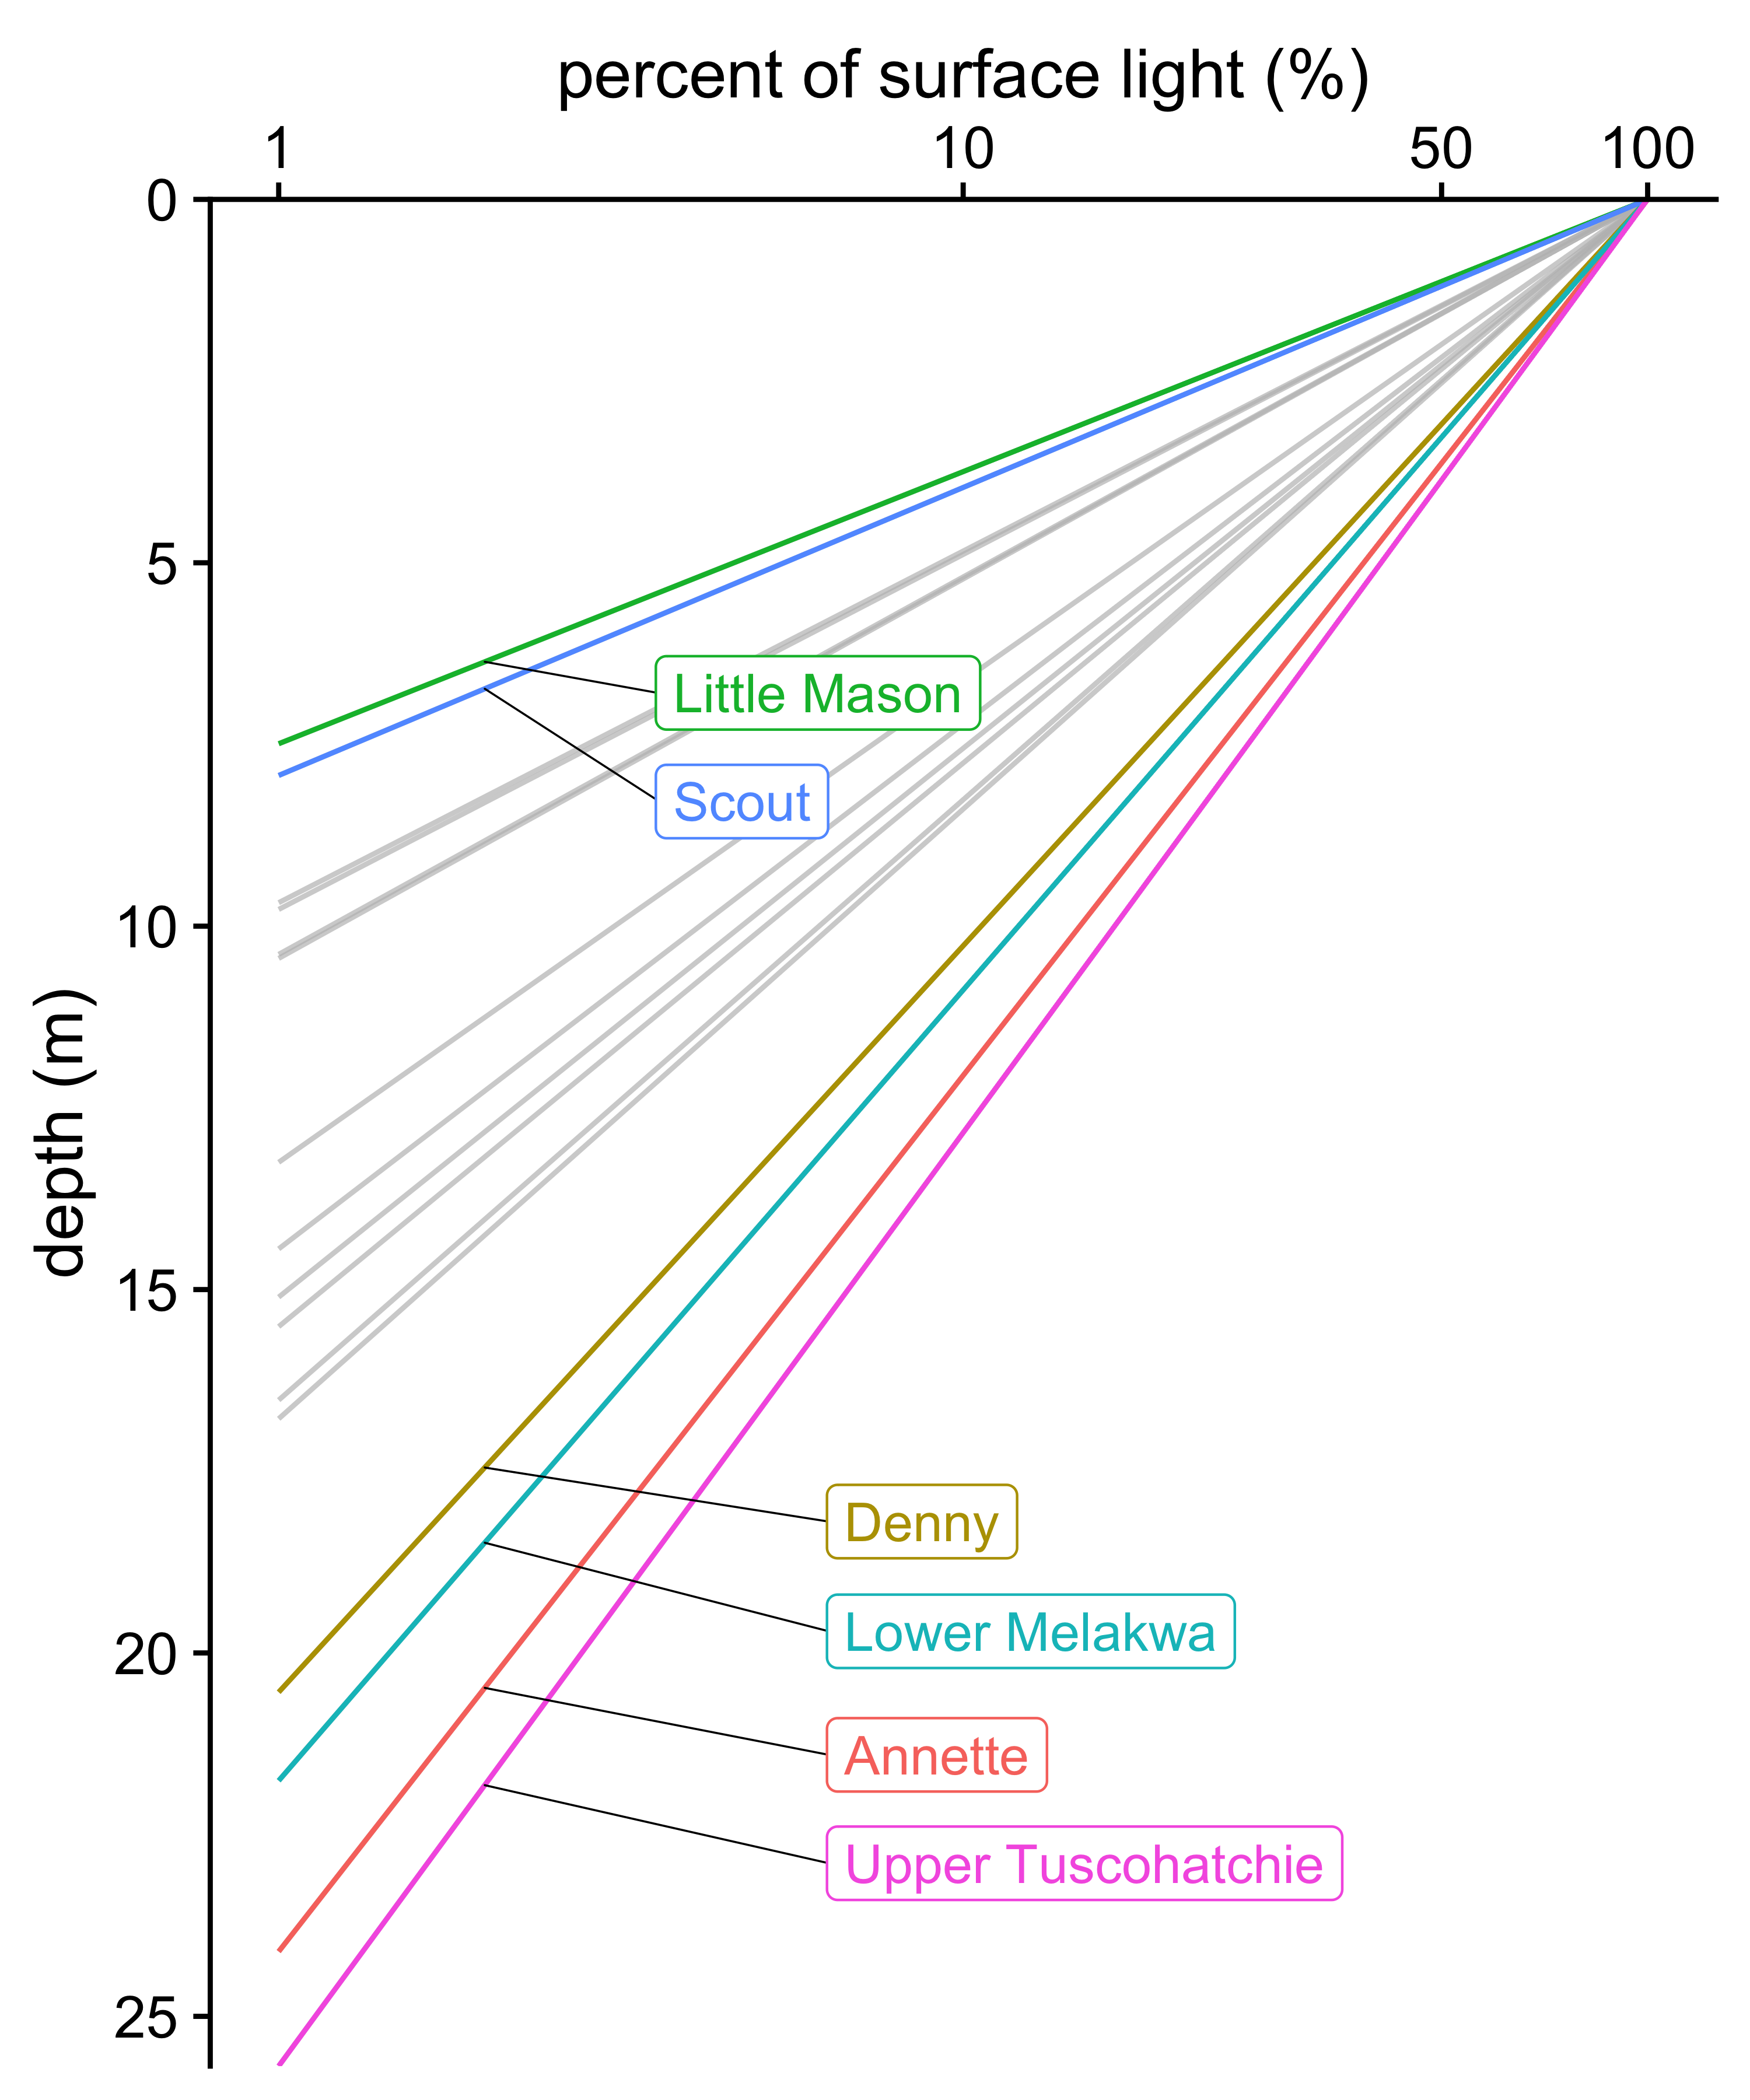 percent of surface light (%)
1 10 50 100
0
5
Little Mason
Scout
10
depth (m)
15
Denny
Lower Melakwa
20
Annette
Upper Tuscohatchie
25